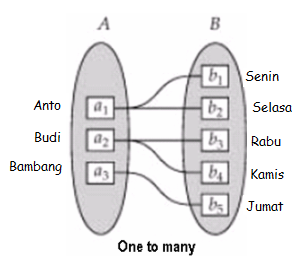 A B
Anto a1 b1 Senin
b2 Selasa
Budi a2 b3 Rabu
Bambang a3 b4 Kamis
b5 Jumat
One to many